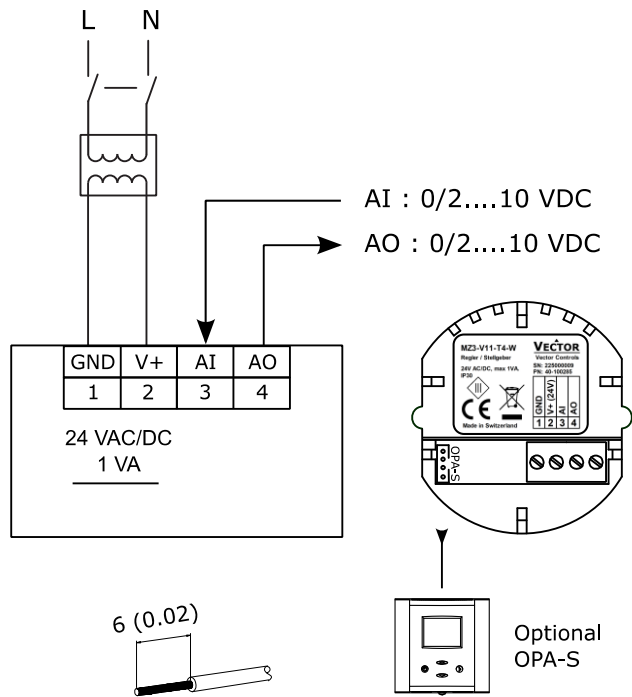 L N
AI : 0/2....10 VDC
AO : 0/2....10 VDC
GND V+ AI AO
1 2 3 4
24 VAC/DC
1 VA
MZ3-V11-T4-W
Regler / Stellgeber
24V AC/DC, max 1VA.
IP30
III
CE
Made in Switzerland
VECTOR
Vector Controls
SN: 225000009
PN: 40-100285
GND
V+ (24V)
AI
AO
1 2 3 4
OPA-S
6 (0.02)
Optional
OPA-S